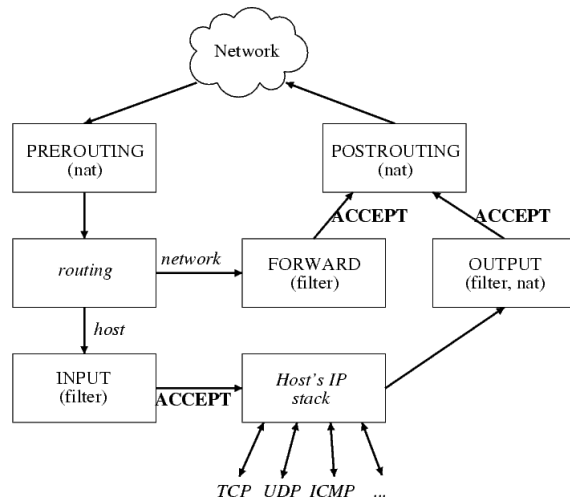 Network
PREROUTING
(nat)
POSTROUTING
(nat)
ACCEPT
ACCEPT
routing
network
FORWARD
(filter)
OUTPUT
(filter, nat)
host
INPUT
(filter)
ACCEPT
Host's IP
stack
TCP UDP ICMP ...